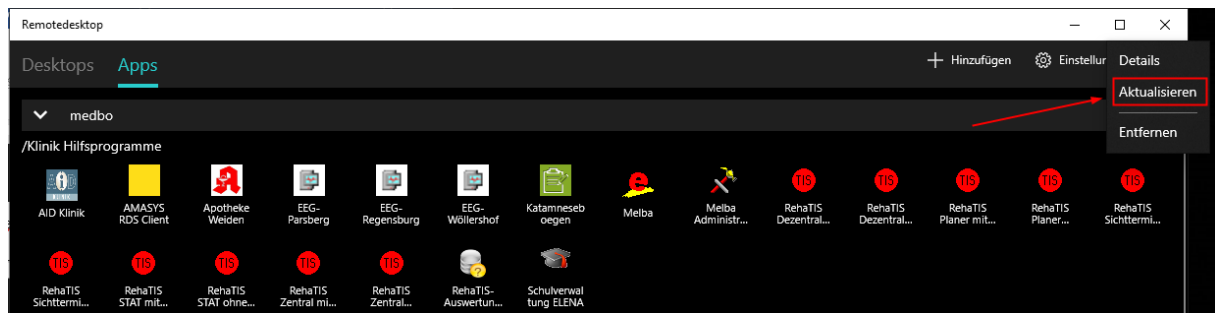 Remotedesktop
Desktops Apps Hinzufügen Einstellur Details
Aktualisieren
medbo
Entfernen
/Klinik Hilfsprogramme
AID Klinik
AMASYS
RDS Client
Apotheke
Weiden
EEG-
Parsberg
EEG-
Regensburg
EEG-
Wöllershof
Katamneseb
oegen
Melba
Melba
Administr...
RehaTIS
Dezentral...
RehaTIS
Dezentral...
RehaTIS
Planer mit...
RehaTIS
Planer...
RehaTIS
Sichttermi...
RehaTIS
Sichttermi...
RehaTIS
STAT mit...
RehaTIS
STAT ohne...
RehaTIS
Zentral mi...
RehaTIS
Zentral...
RehaTIS-
Auswertun...
Schulverwal
tung ELENA